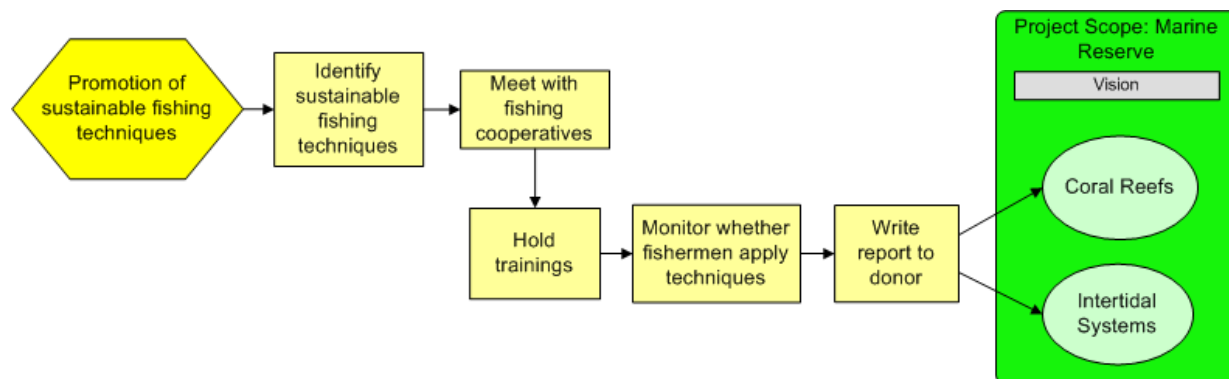 Promotion of
sustainable fishing
techniques
Identify
sustainable
fishing
techniques
Meet with
fishing
cooperatives
Hold
trainings
Monitor whether
fishermen apply
techniques
Write
report to
donor
Project Scope: Marine
Reserve
Vision
Coral Reefs
Intertidal
Systems